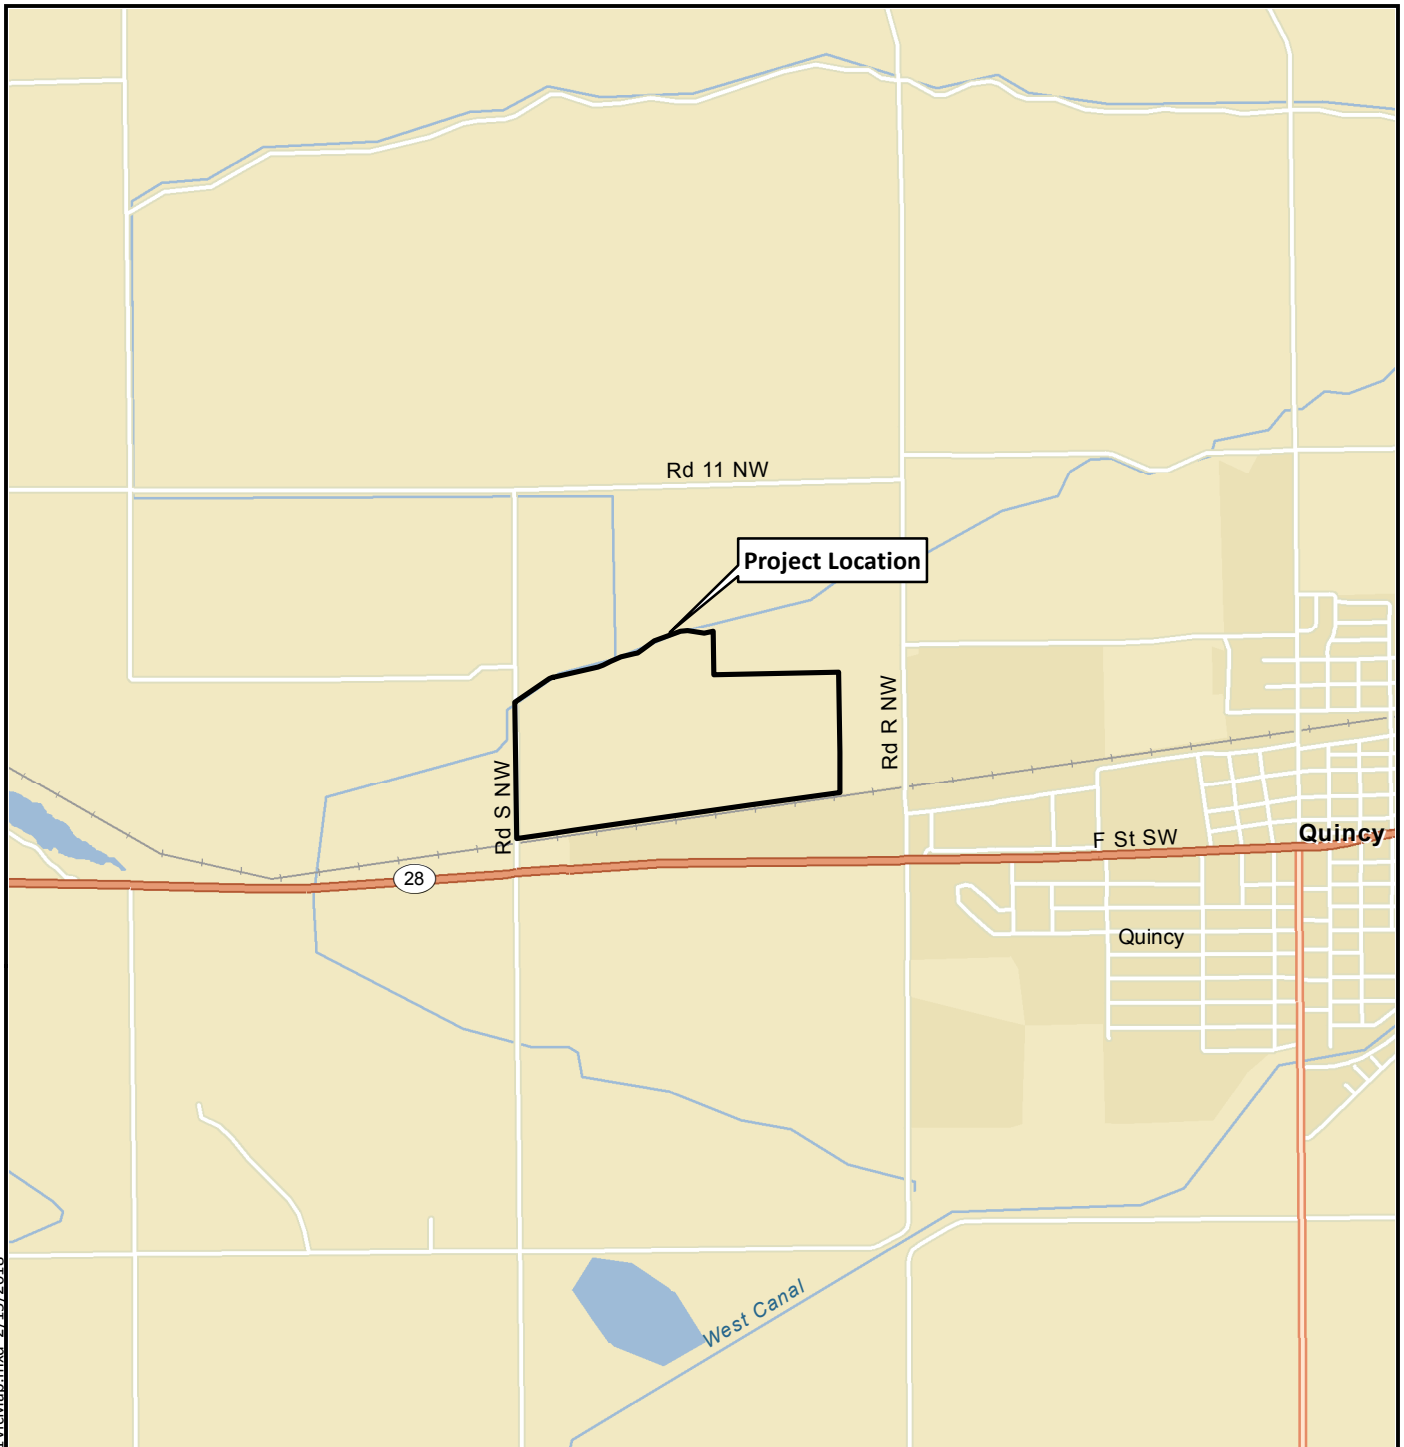 Rd 11 NW
Project Location
Rd R NW
Rd S NW
F St SW
Quincy
28
Quincy
West Canal